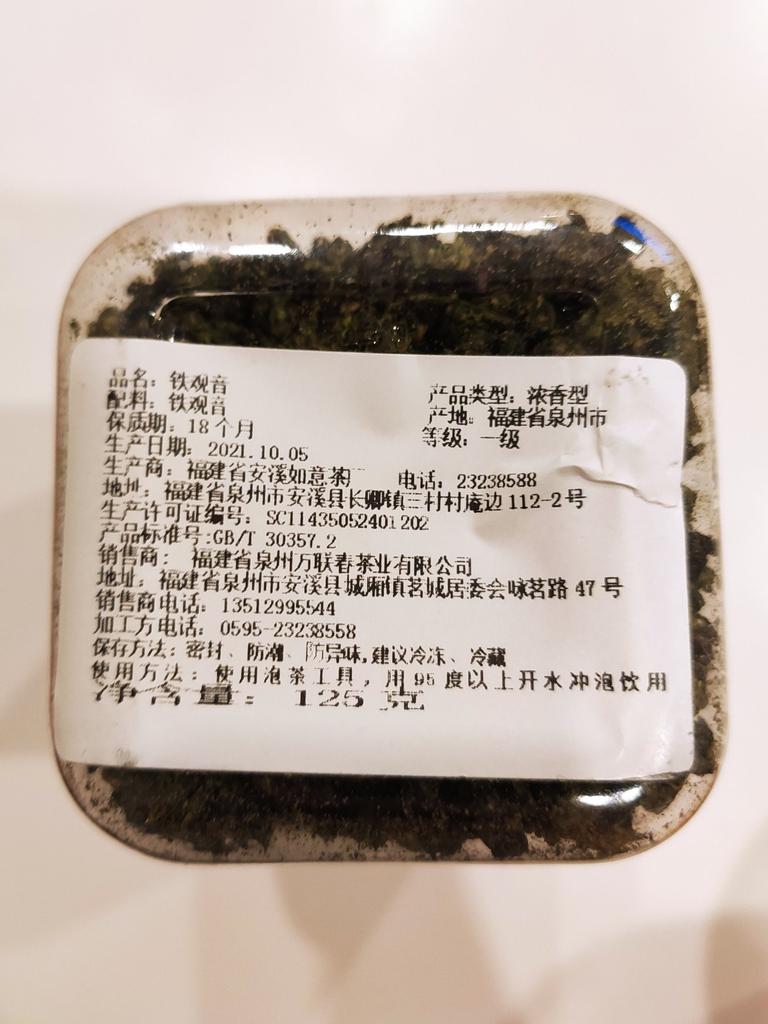 品名：铁观音 产品类型：浓香型
配料：铁观音 产地：福建省泉州市
保质期：18个月 等级：一级
生产日期：2021.10.05
生产商：福建省安溪如意茶厂 电话：23238588
地址：福建省泉州市安溪县长卿镇三村村庵边112-2号
生产许可证编号：SC11435052401202
产品标准号:GB/T 30357.2
销售商：福建省泉州万联春茶业有限公司
地址：福建省泉州市安溪县城厢镇茗城居委会咏茗路47号
销售商电话：13512995544
加工方电话：0595-23238558
保存方法：密封、防潮、防异味,建议冷冻、冷藏
使用方法：使用泡茶工具，用95度以上开水冲泡饮用
净含量：125克